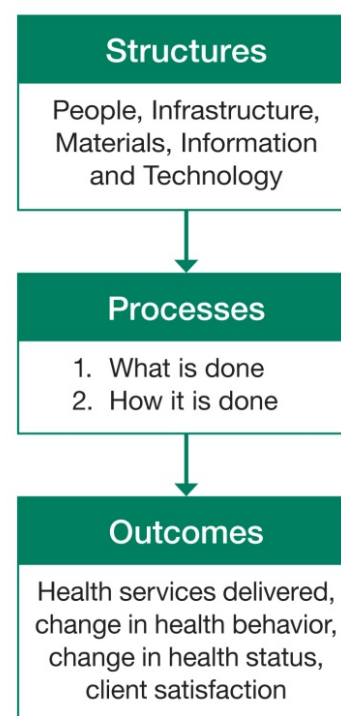 Structures
People, Infrastructure,
Materials, Information
and Technology
Processes
1. What is done
2. How it is done
Outcomes
Health services delivered,
change in health behavior,
change in health status,
client satisfaction